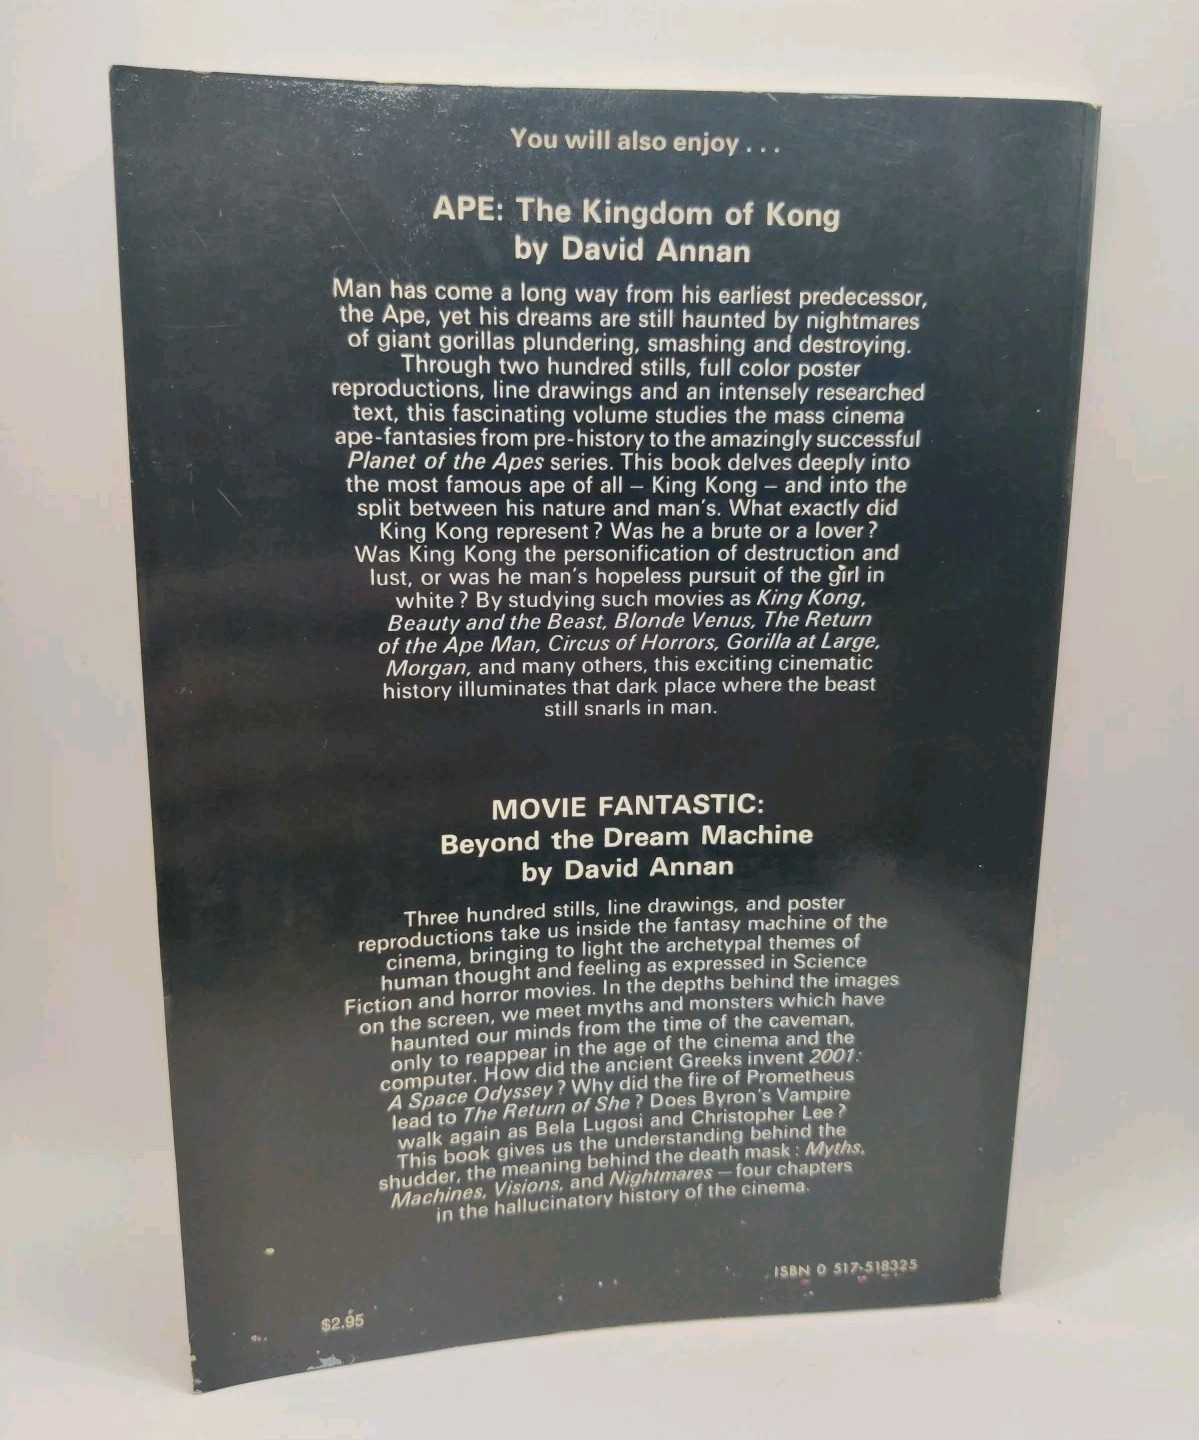 You will also enjoy . . .
APE: The Kingdom of Kong
by David Annan
Man has come a long way from his earliest predecessor,
the Ape, yet his dreams are still haunted by nightmares
of giant gorillas plundering, smashing and destroying.
Through two hundred stills, full color poster
reproductions, line drawings and an intensely researched
text, this fascinating volume studies the mass cinema
ape-fantasies from pre-history to the amazingly successful
Planet of the Apes series. This book delves deeply into
the most famous ape of all – King Kong – and into the
split between his nature and man's. What exactly did
King Kong represent? Was he a brute or a lover?
Was King Kong the personification of destruction and
lust, or was he man's hopeless pursuit of the girl in
white? By studying such movies as King Kong,
Beauty and the Beast, Blonde Venus, The Return
of the Ape Man, Circus of Horrors, Gorilla at Large,
Morgan, and many others, this exciting cinematic
history illuminates that dark place where the beast
still snarls in man.
MOVIE FANTASTIC:
Beyond the Dream Machine
by David Annan
Three hundred stills, line drawings, and poster
reproductions take us inside the fantasy machine of the
cinema, bringing to light the archetypal themes of
human thought and feeling as expressed in Science
Fiction and horror movies. In the depths behind the images
on the screen, we meet myths and monsters which have
haunted our minds from the time of the caveman,
only to reappear in the age of the cinema and the
computer. How did the ancient Greeks invent 2001:
A Space Odyssey? Why did the fire of Prometheus
lead to The Return of She? Does Byron's Vampire
walk again as Bela Lugosi and Christopher Lee?
This book gives us the understanding behind the
shudder, the meaning behind the death mask: Myths,
Machines, Visions, and Nightmares – four chapters
in the hallucinatory history of the cinema.
ISBN 0 517-518325
$2.95